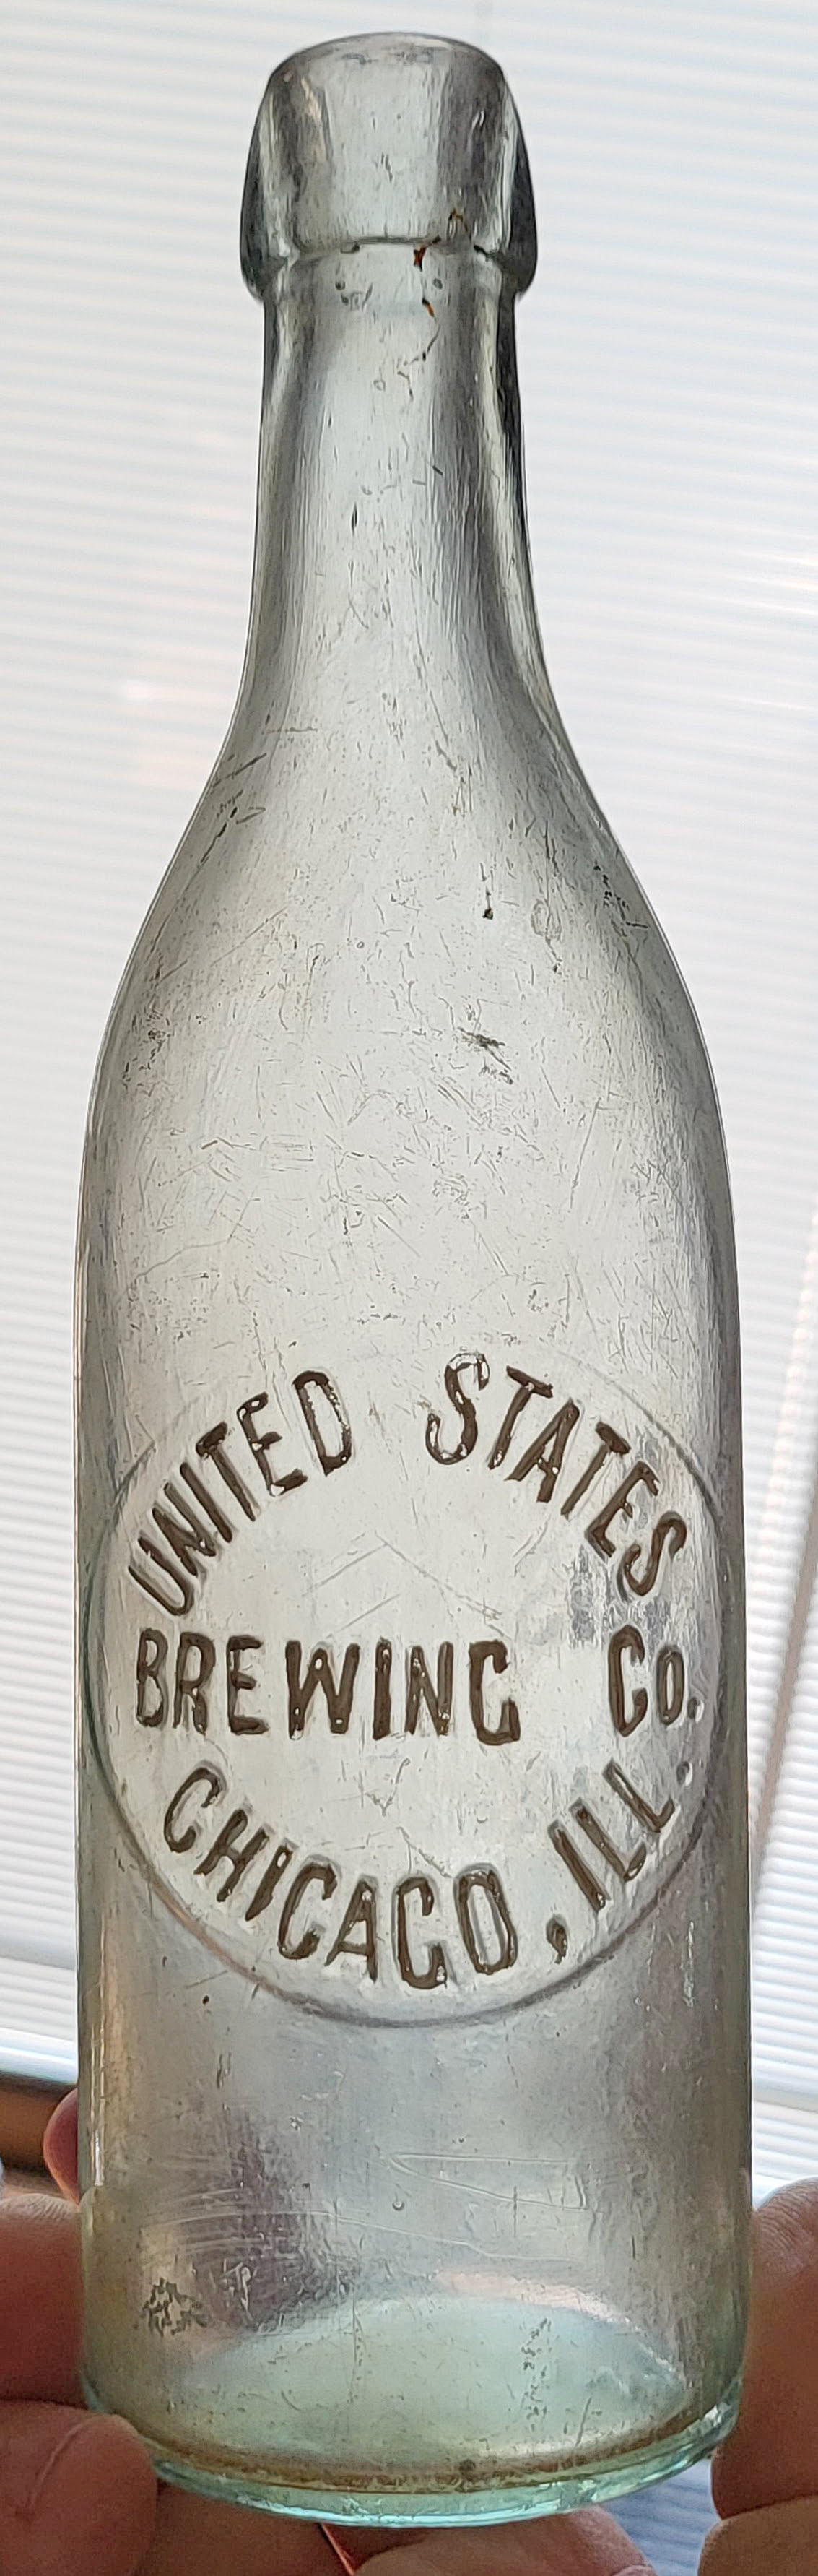 UNITED STATES
BREWING Co.
CHICAGO, ILL.